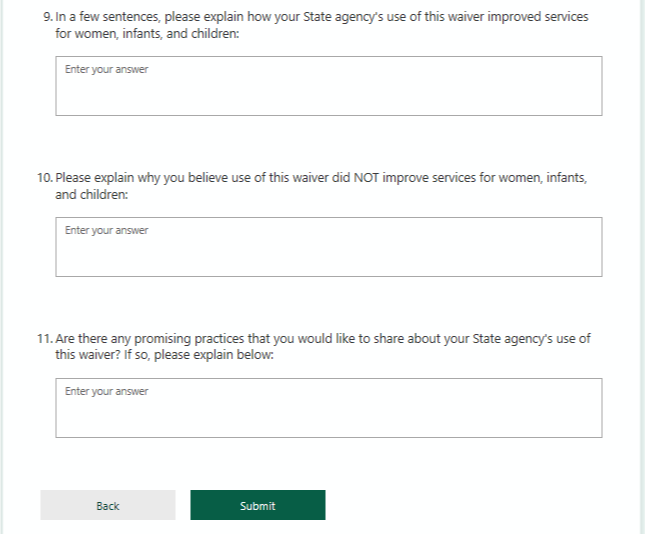 9. In a few sentences, please explain how your State agency's use of this waiver improved services
for women, infants, and children:
Enter your answer
10. Please explain why you believe use of this waiver did NOT improve services for women, infants,
and children:
Enter your answer
11. Are there any promising practices that you would like to share about your State agency's use of
this waiver? If so, please explain below:
Enter your answer
Back
Submit